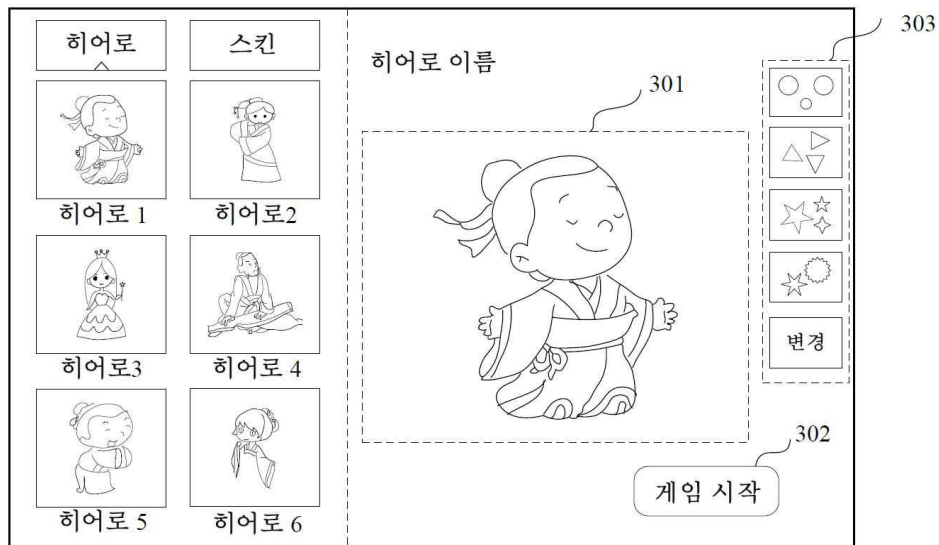 히어로
스킨
히어로 1
히어로2
히어로3
히어로 4
히어로 5
히어로 6
히어로 이름
301
303
변경
302
게임 시작